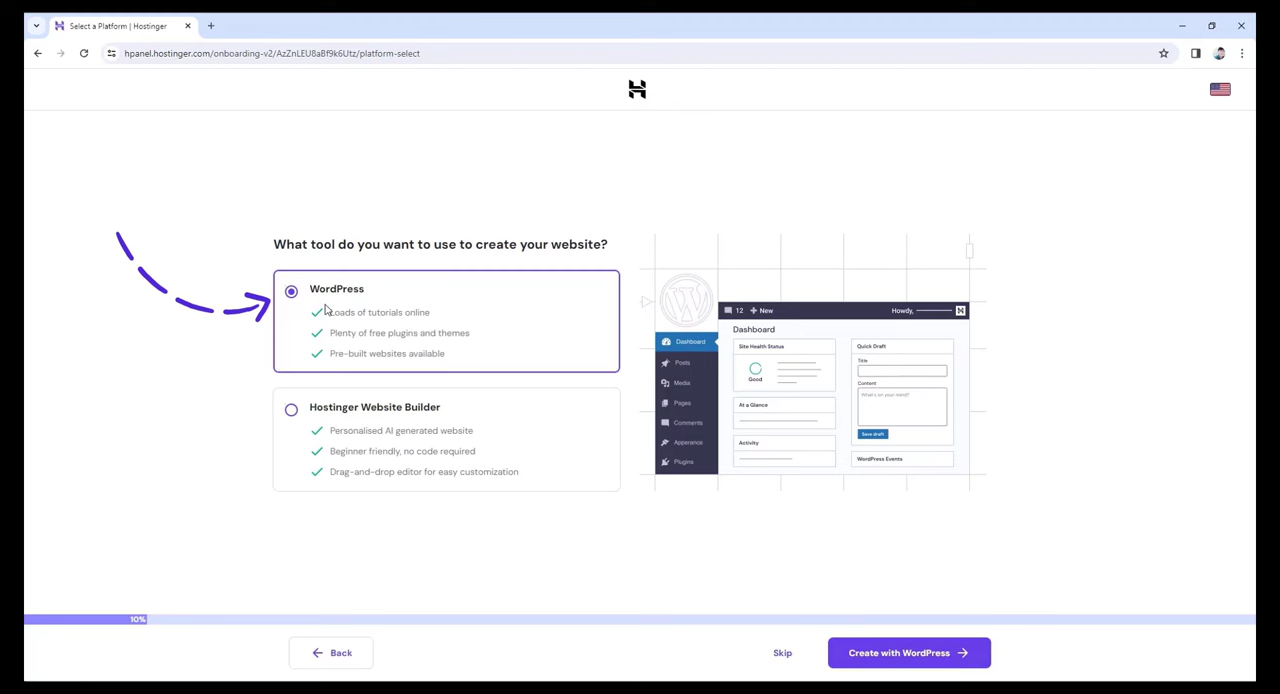 Select a Platform | Hostinger
hpanel.hostinger.com/onboarding-v2/AzZnLEU8aBf9k6Utz/platform-select
What tool do you want to use to create your website?
WordPress
Loads of tutorials online
Plenty of free plugins and themes
Pre-built websites available
Hostinger Website Builder
Personalised AI generated website
Beginner friendly, no code required
Drag-and-drop editor for easy customization
12 New
Howdy,
Dashboard
Posts
Media
Pages
Comments
Apperance
Plugins
Dashboard
Site Health Status
Good
At a Glance
Activity
Quick Draft
Title
Content
What's on your mind?
Save draft
WordPress Events
10%
Back
Skip
Create with WordPress